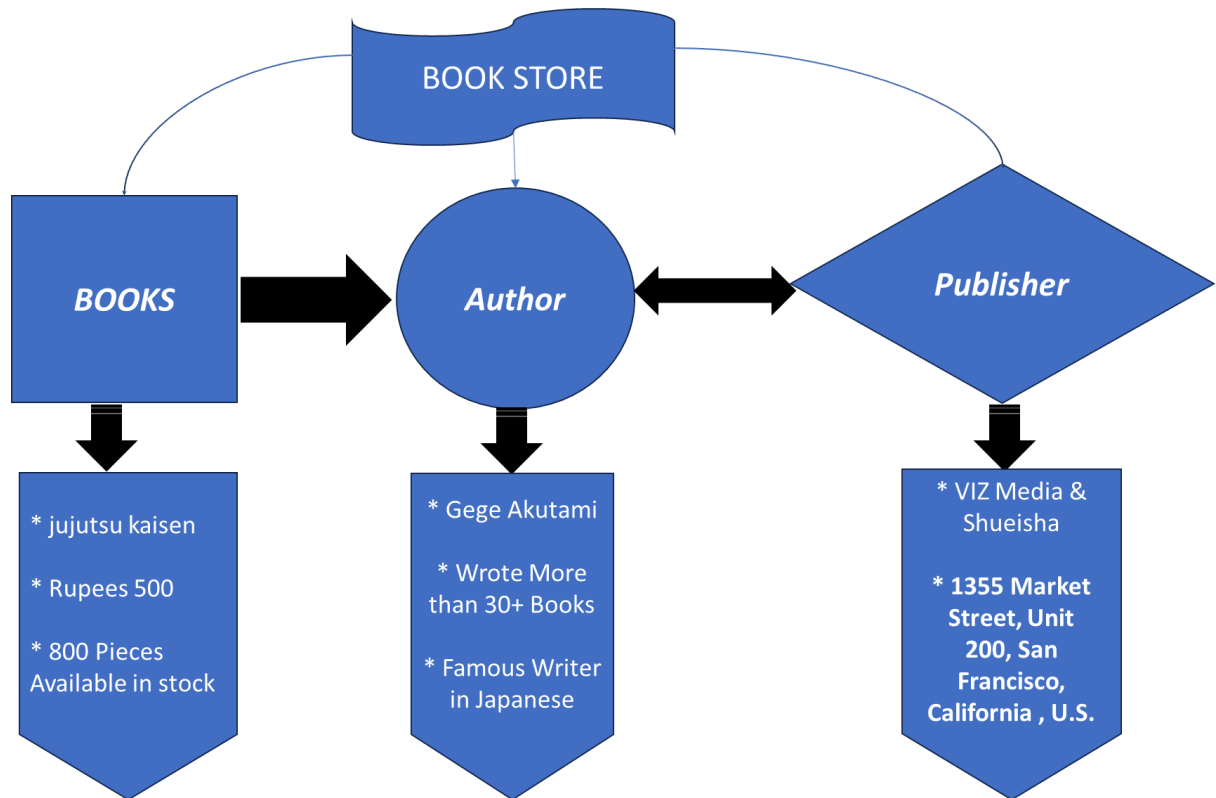 BOOK STORE
BOOKS
Author
Publisher
* jujutsu kaisen
* Rupees 500
* 800 Pieces
Available in stock
* Gege Akutami
* Wrote More
than 30+ Books
* Famous Writer
in Japanese
* VIZ Media &
Shueisha
* 1355 Market
Street, Unit
200, San
Francisco,
California , U.S.